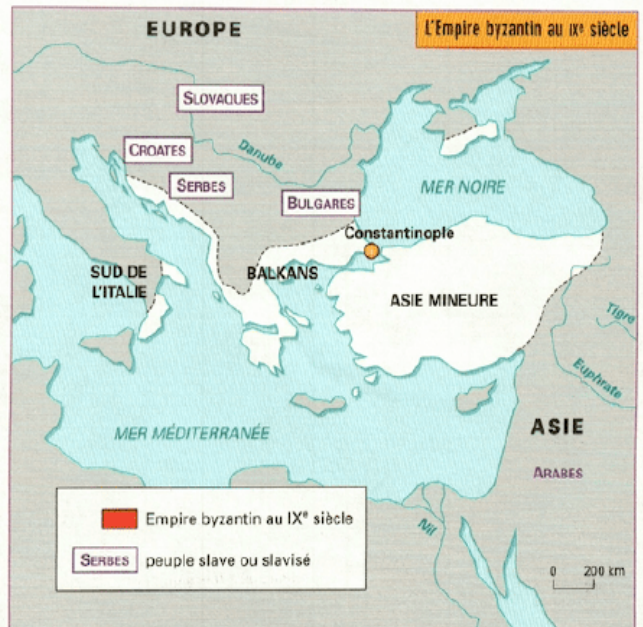 EUROPE
L'Empire byzantin au IXe siècle
SLOVAQUES
CROATES
Danube
SERBES
MER NOIRE
BULGARES
Constantinople
SUD DE
L'ITALIE
BALKANS
ASIE MINEURE
Tigre
Euphrate
MER MÉDITERRANÉE
ASIE
ARABES
Empire byzantin au IXe siècle
Nil
SERBES peuple slave ou slavisé
0 200 km